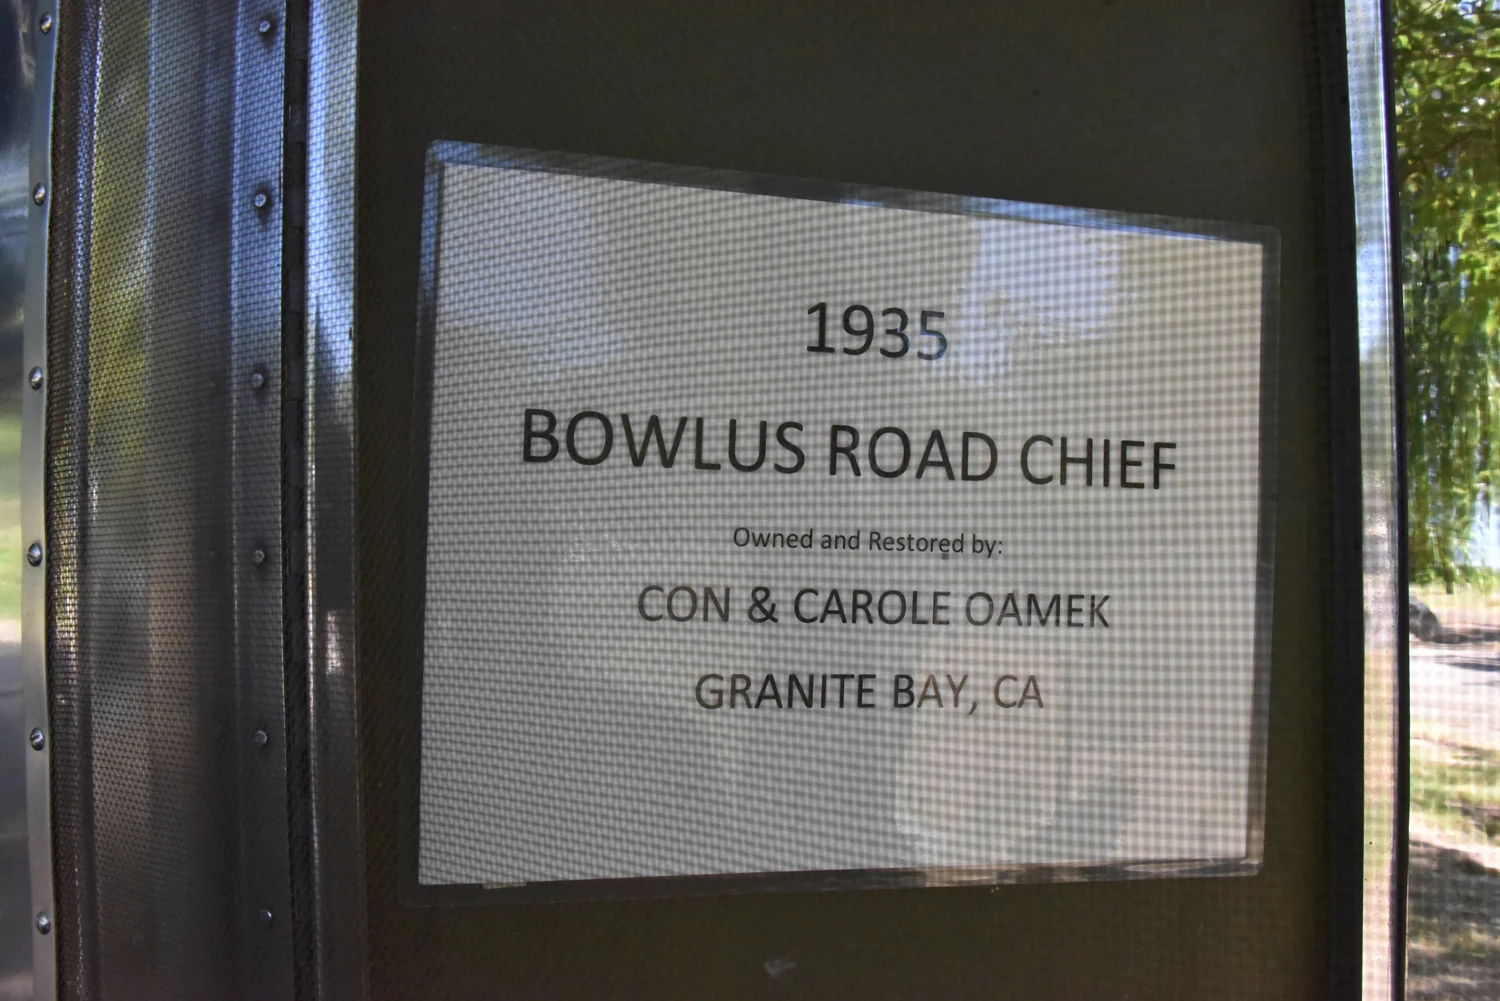 1935
BOWLUS ROAD CHIEF
Owned and Restored by:
CON & CAROLE OAMEK
GRANITE BAY, CA